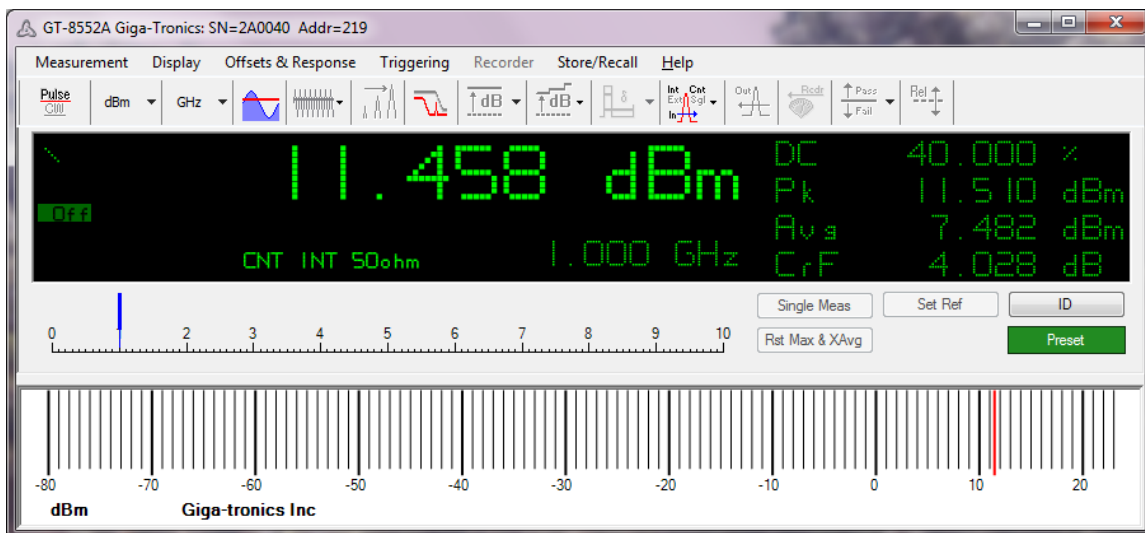 GT-8552A Giga-Tronics: SN=2A0040 Addr=219
Measurement Display Offsets & Response Triggering Recorder Store/Recall Help
Pulse CW dBm GHz dB dB δ Int Cnt Ext Sgl In Out Rcdr Pass Fail Rel
11.458 dBm
DC 40.000 %
Pk 11.510 dBm
Off
Avg 7.482 dBm
CNT INT 50ohm 1.000 GHz
CrF 4.028 dB
Single Meas Set Ref ID
0 2 3 4 5 6 7 8 9 10
Rst Max & XAvg Preset
-80 -70 -60 -50 -40 -30 -20 -10 0 10 20
dBm Giga-tronics Inc